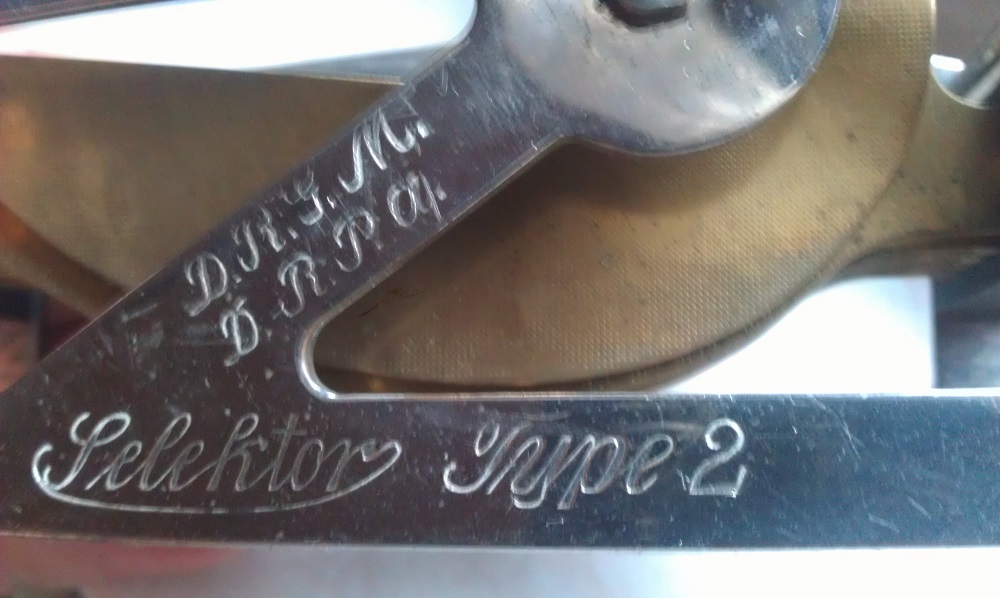 D. R. G. M.
D. R. P. a.
Selektor Type 2